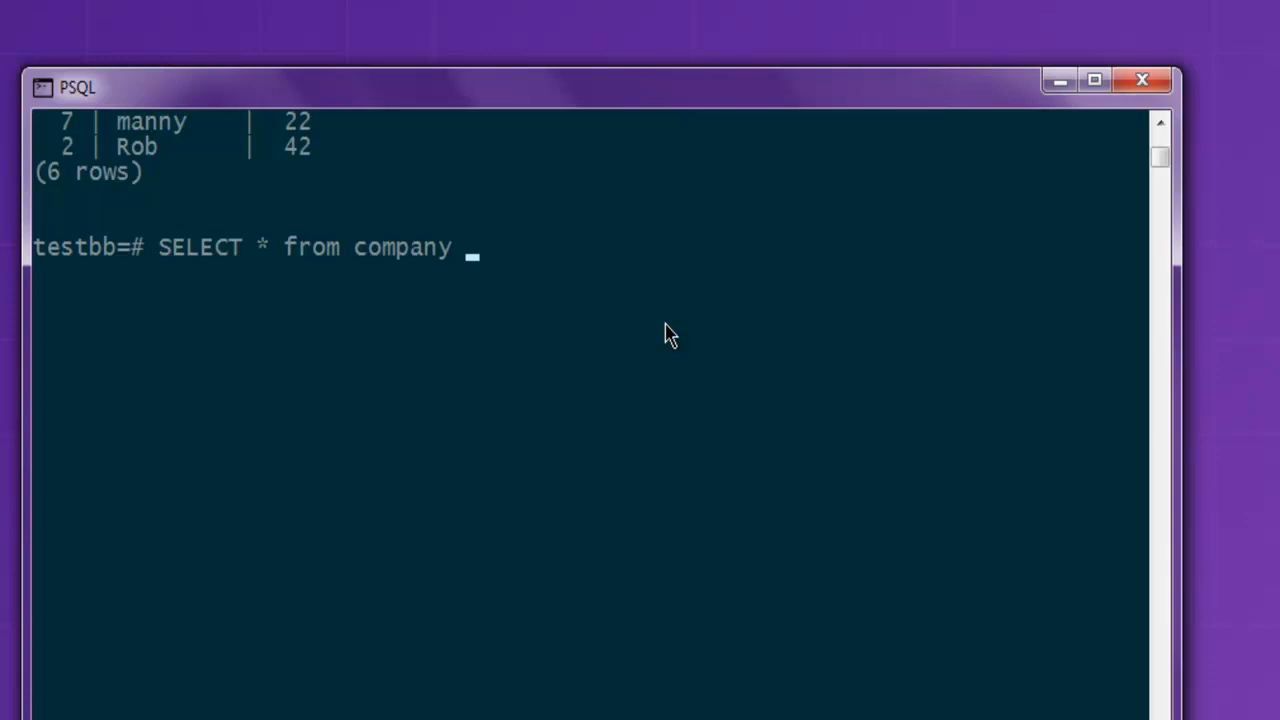 PSQL
7 | manny | 22
2 | Rob | 42
(6 rows)
testbb=# SELECT * from company